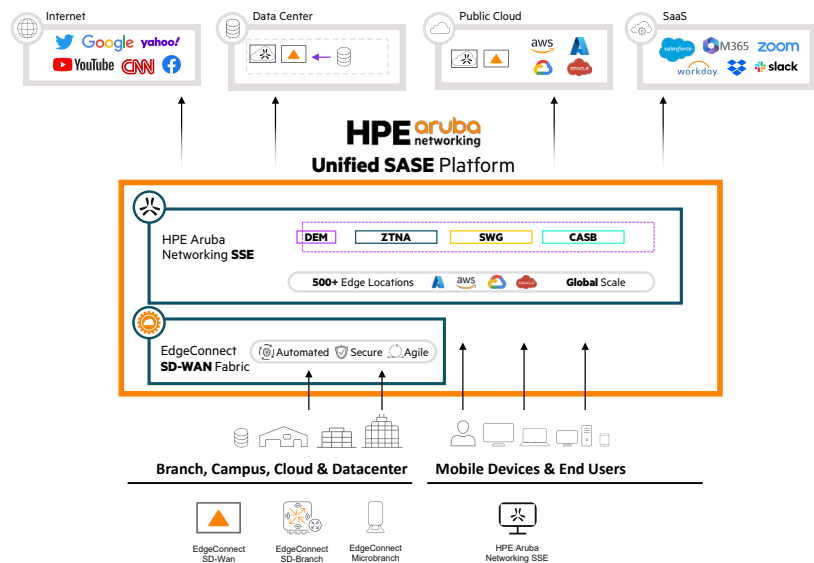 Internet
Data Center
Public Cloud
SaaS
Google yahoo!
YouTube CNN
aws
ORACLE
salesforce M365 zoom
workday. slack
HPE aruba
networking
Unified SASE Platform
HPE Aruba
Networking SSE
DEM ZTNA SWG CASB
500+ Edge Locations aws ORACLE Global Scale
EdgeConnect
SD-WAN Fabric
Automated Secure Agile
Branch, Campus, Cloud & Datacenter
Mobile Devices & End Users
EdgeConnect
SD-Wan
EdgeConnect
SD-Branch
EdgeConnect
Microbranch
HPE Aruba
Networking SSE